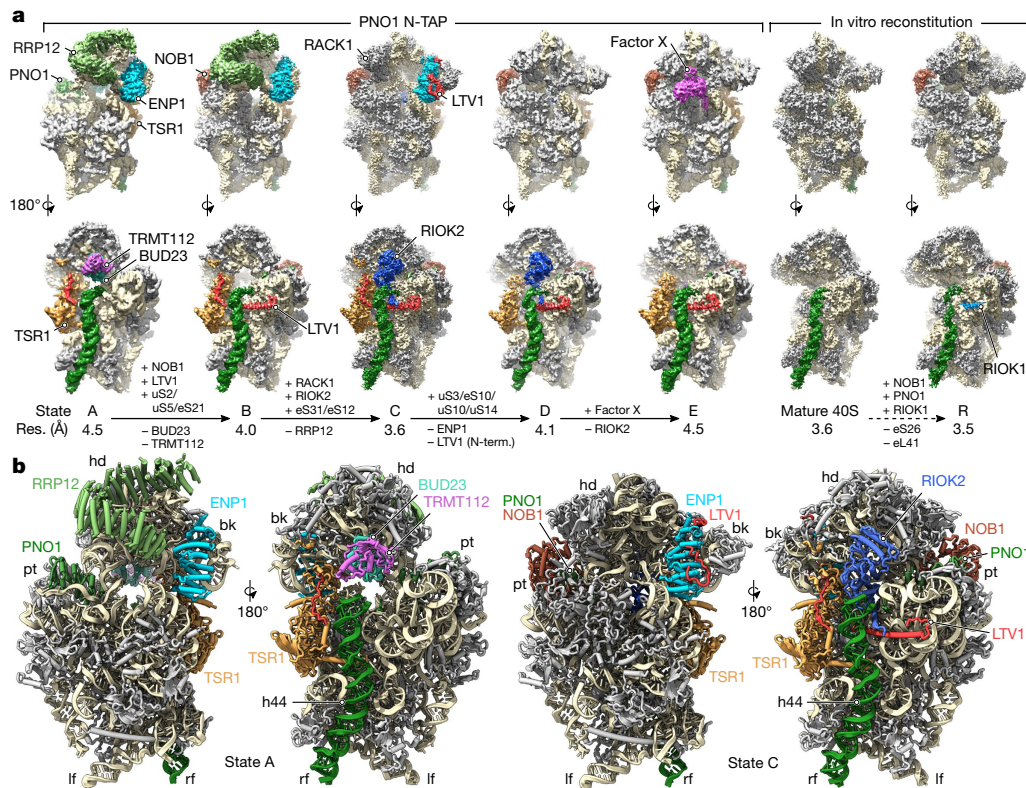 a
PNO1 N-TAP
In vitro reconstitution
RRP12
PNO1
ENP1
TSR1
NOB1
RACK1
LTV1
Factor X
180°
TRMT112
BUD23
TSR1
LTV1
RIOK2
RIOK1
+ NOB1
+ LTV1
+ uS2/
uS5/eS21
− BUD23
− TRMT112
+ RACK1
+ RIOK2
+ eS31/eS12
− RRP12
+ uS3/eS10/
uS10/uS14
− ENP1
− LTV1 (N-term.)
+ Factor X
− RIOK2
+ NOB1
+ PNO1
+ RIOK1
− eS26
− eL41
State A B C D E Mature 40S R
Res. (Å) 4.5 4.0 3.6 4.1 4.5 3.6 3.5
b
RRP12
hd
ENP1
bk
PNO1
pt
TSR1
lf
rf
180°
State A
hd
BUD23
TRMT112
bk
pt
TSR1
h44
rf
lf
hd
PNO1
NOB1
pt
ENP1
LTV1
bk
TSR1
lf
rf
180°
State C
hd
RIOK2
bk
NOB1
PNO1
pt
LTV1
TSR1
h44
rf
lf